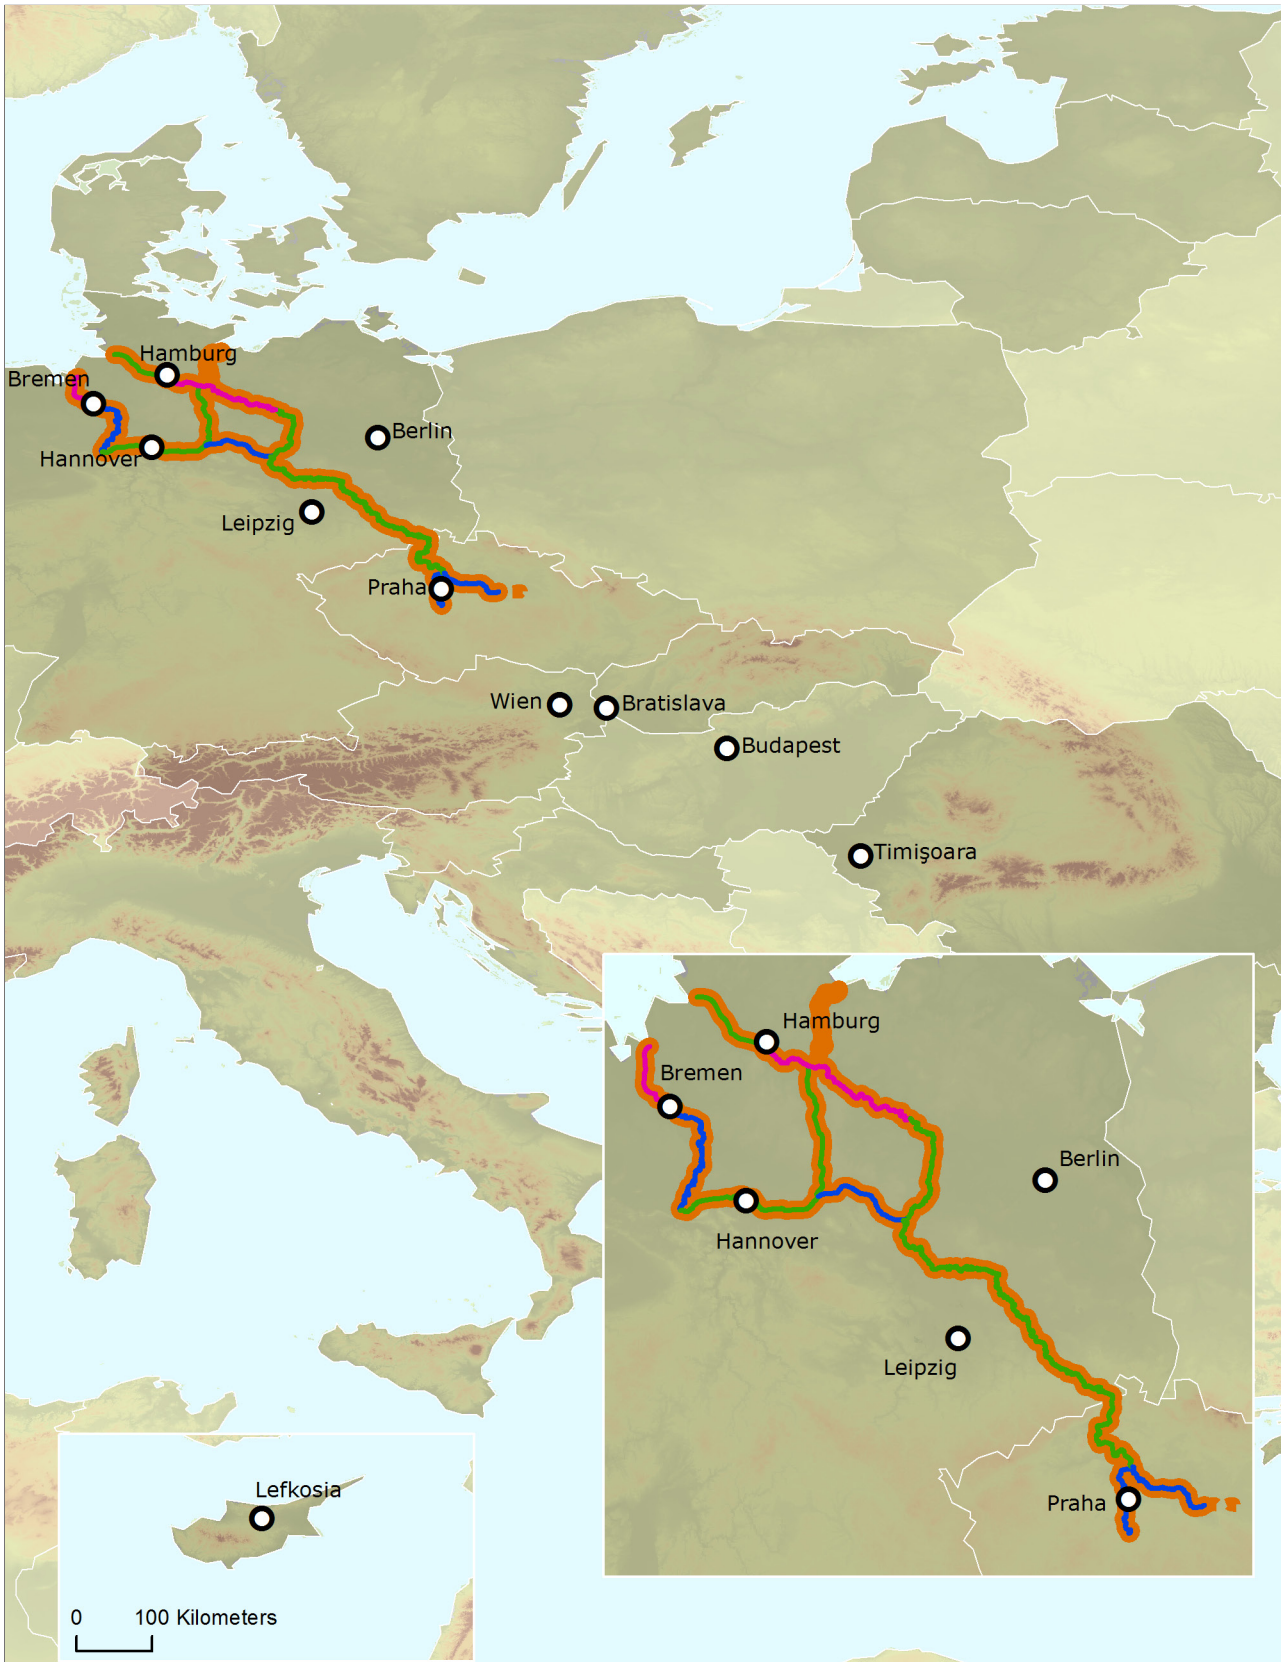 Hamburg
Bremen
Berlin
Hannover
Leipzig
Praha
Wien
Bratislava
Budapest
Timişoara
Hamburg
Bremen
Berlin
Hannover
Leipzig
Praha
Lefkosia
0 100 Kilometers